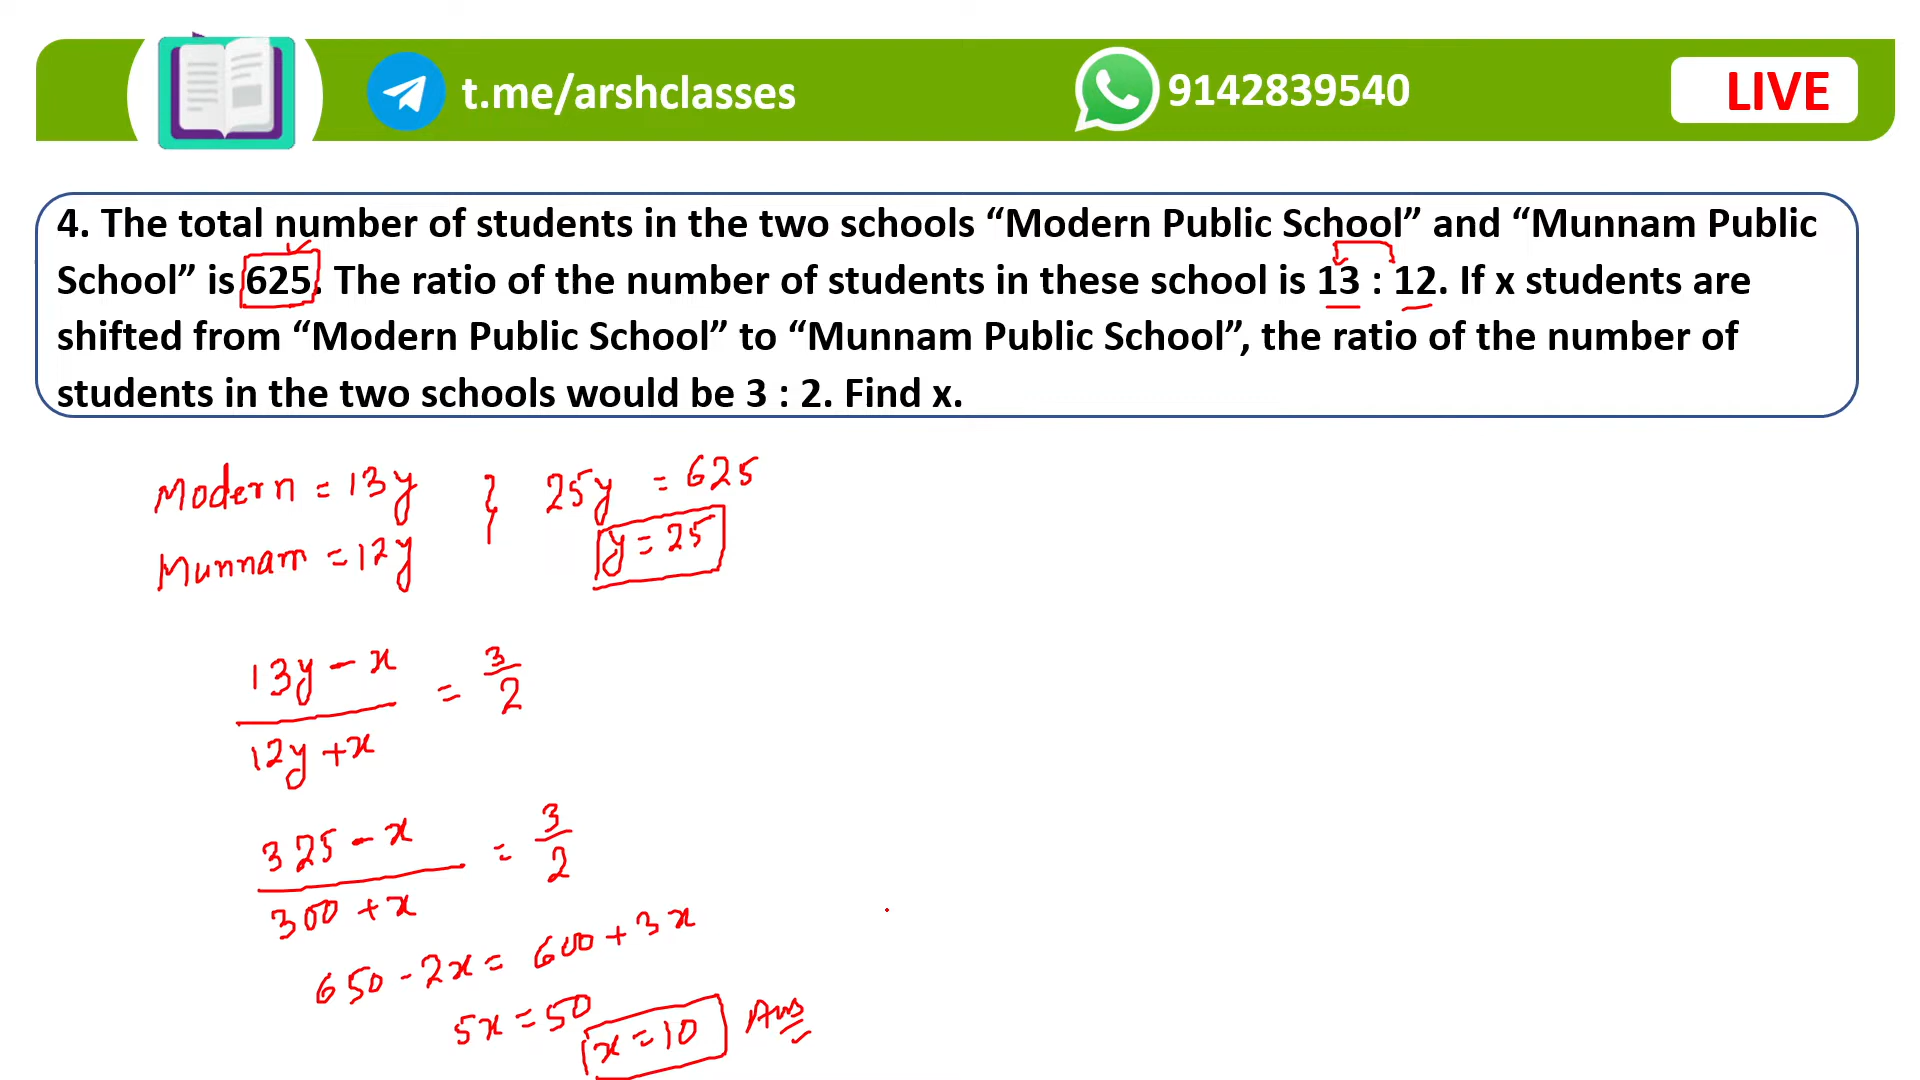 t.me/arshclasses
9142839540
LIVE
4. The total number of students in the two schools “Modern Public School” and “Munnam Public
School” is 625. The ratio of the number of students in these school is 13 : 12. If x students are
shifted from “Modern Public School” to “Munnam Public School”, the ratio of the number of
students in the two schools would be 3 : 2. Find x.
Modern = 13y } 25y = 625
Munnam = 12y
y = 25
13y - x
12y + x
= 3/2
325 - x
300 + x
= 3/2
650 - 2x = 600 + 3x
5x = 50
x = 10 Ans